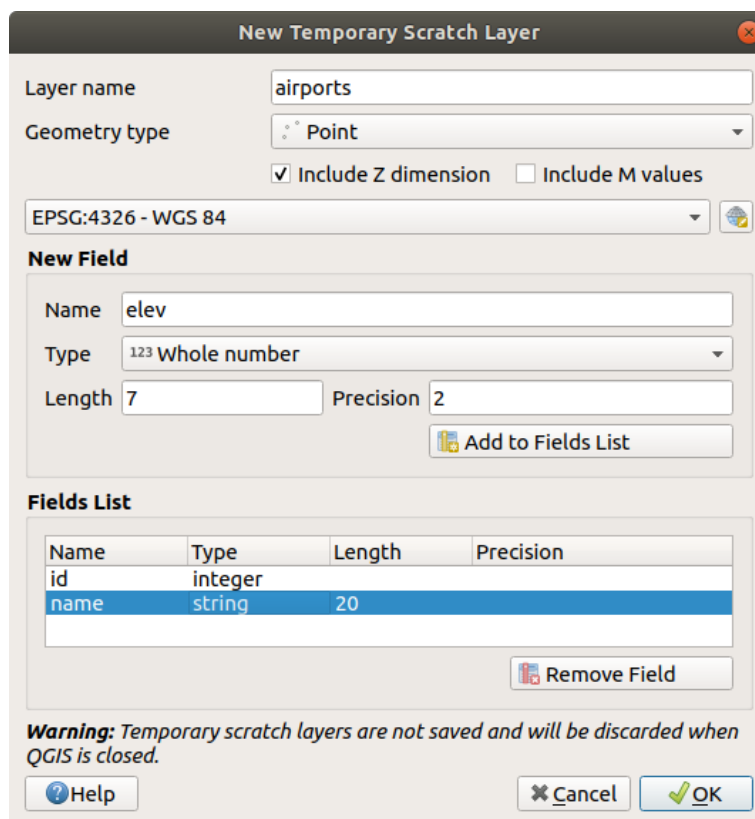 New Temporary Scratch Layer
Layer name airports
Geometry type Point
Include Z dimension Include M values
EPSG:4326 - WGS 84
New Field
Name elev
Type 123 Whole number
Length 7 Precision 2
Add to Fields List
Fields List
Name Type Length Precision
id integer
name string 20
Remove Field
Warning: Temporary scratch layers are not saved and will be discarded when
QGIS is closed.
Help Cancel OK